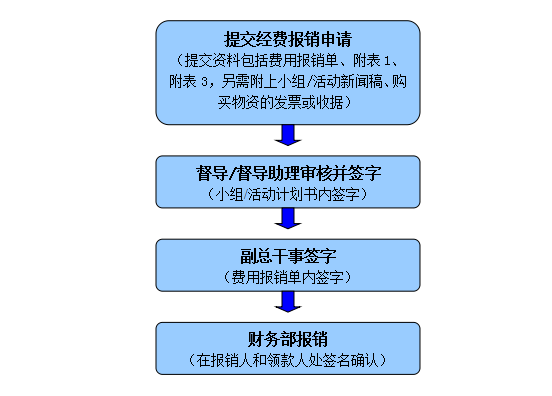 提交经费报销申请
（提交资料包括费用报销单、附表 1、
附表 3，另需附上小组/活动新闻稿、购
买物资的发票或收据）
督导/督导助理审核并签字
（小组/活动计划书内签字）
副总干事签字
（费用报销单内签字）
财务部报销
（在报销人和领款人处签名确认）